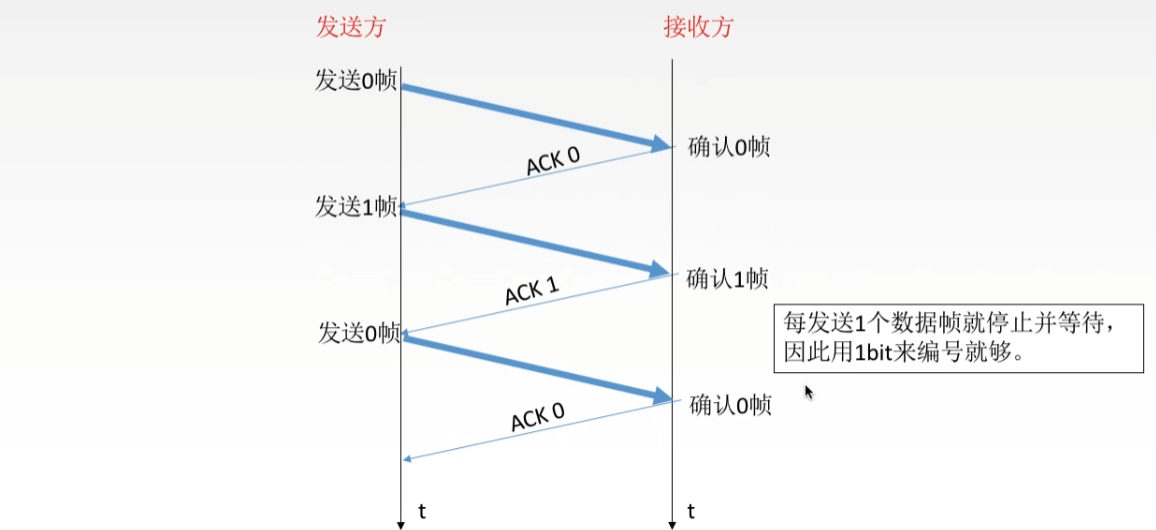 发送方
接收方
发送0帧
确认0帧
ACK 0
发送1帧
确认1帧
ACK 1
每发送1个数据帧就停止并等待，
因此用1bit来编号就够。
发送0帧
确认0帧
ACK 0
t
t